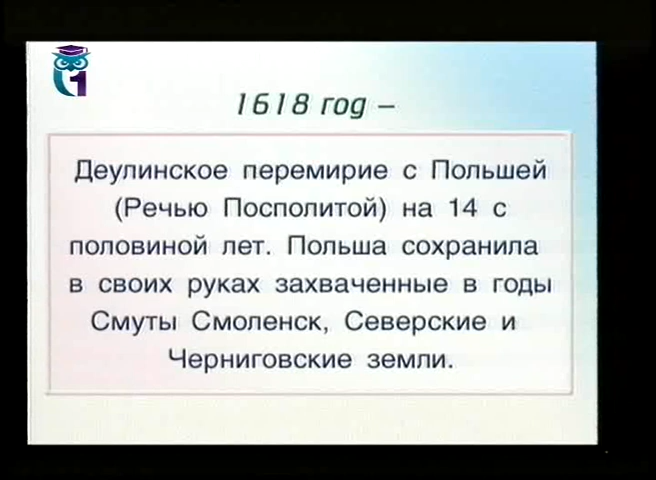 1
1618 год –
Деулинское перемирие с Польшей
(Речью Посполитой) на 14 с
половиной лет. Польша сохранила
в своих руках захваченные в годы
Смуты Смоленск, Северские и
Черниговские земли.